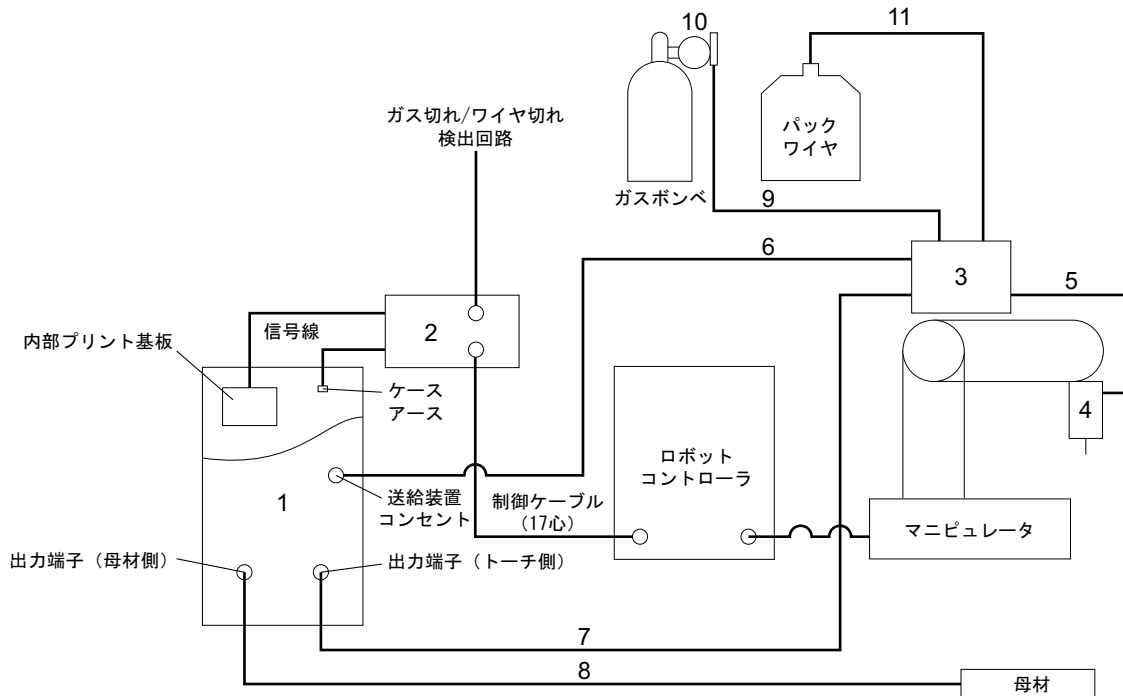 10
11
ガス切れ/ワイヤ切れ
検出回路
パック
ワイヤ
ガスボンベ
9
6
3
5
信号線
2
内部プリント基板
ケース
アース
4
ロボット
コントローラ
1
送給装置
コンセント
制御ケーブル
(17心)
マニピュレータ
出力端子（母材側）
出力端子（トーチ側）
7
8
母材